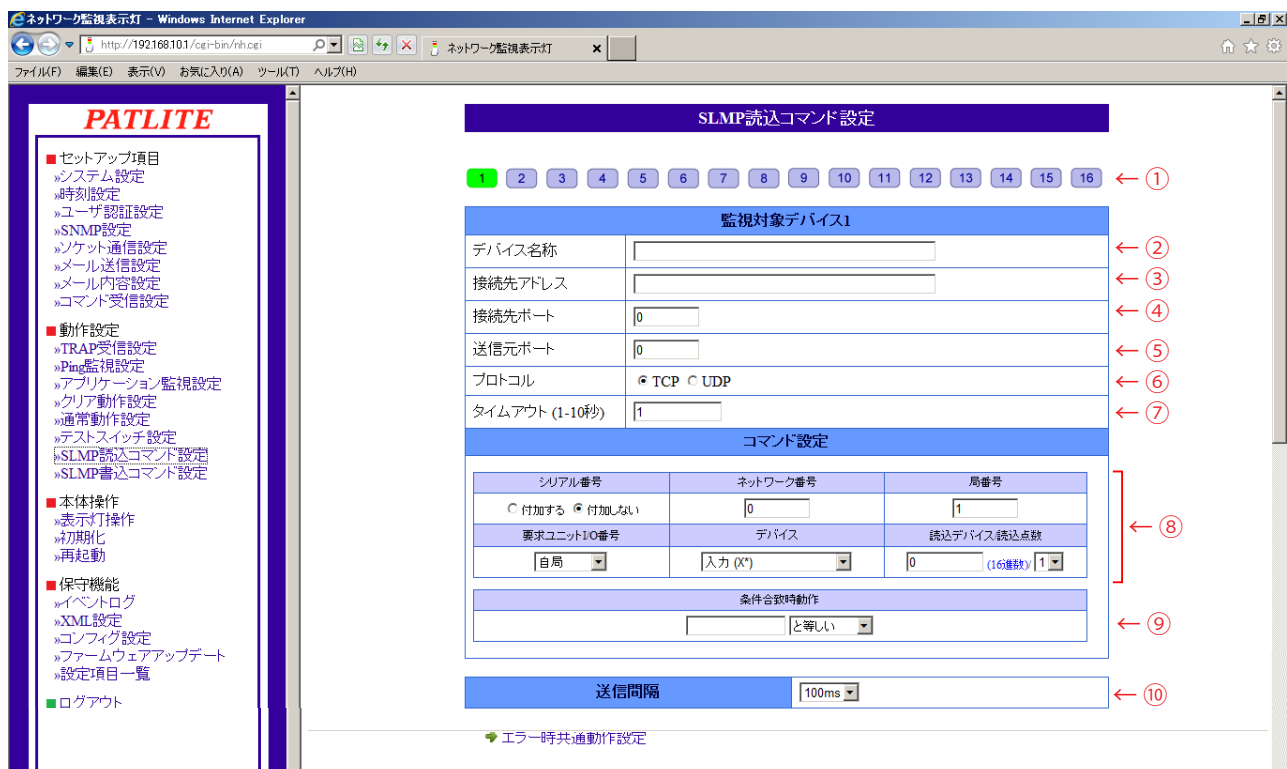 ネットワーク監視表示灯 - Windows Internet Explorer
http://192.168.10.1/cgi-bin/nh.cgi
ネットワーク監視表示灯
ファイル(F) 編集(E) 表示(V) お気に入り(A) ツール(T) ヘルプ(H)
PATLITE
セットアップ項目
»システム設定
»時刻設定
»ユーザ認証設定
»SNMP設定
»ソケット通信設定
»メール送信設定
»メール内容設定
»コマンド受信設定
動作設定
»TRAP受信設定
»Ping監視設定
»アプリケーション監視設定
»クリア動作設定
»通常動作設定
»テストスイッチ設定
»SLMP読込コマンド設定
»SLMP書込コマンド設定
本体操作
»表示灯操作
»初期化
»再起動
保守機能
»イベントログ
»XML設定
»コンフィグ設定
»ファームウェアアップデート
»設定項目一覧
ログアウト
SLMP読込コマンド設定
1 2 3 4 5 6 7 8 9 10 11 12 13 14 15 16 ←①
監視対象デバイス1
デバイス名称 ←②
接続先アドレス ←③
接続先ポート 0 ←④
送信元ポート 0 ←⑤
プロトコル TCP UDP ←⑥
タイムアウト (1-10秒) 1 ←⑦
コマンド設定
シリアル番号 ネットワーク番号 局番号
付加する 付加しない 0 1
←⑧
要求ユニットI/O番号 デバイス 読込デバイス/読込点数
自局 入力 (X*) 0 (16進数)/ 1
条件合致時動作
と等しい ←⑨
送信間隔 100ms ←⑩
エラー時共通動作設定